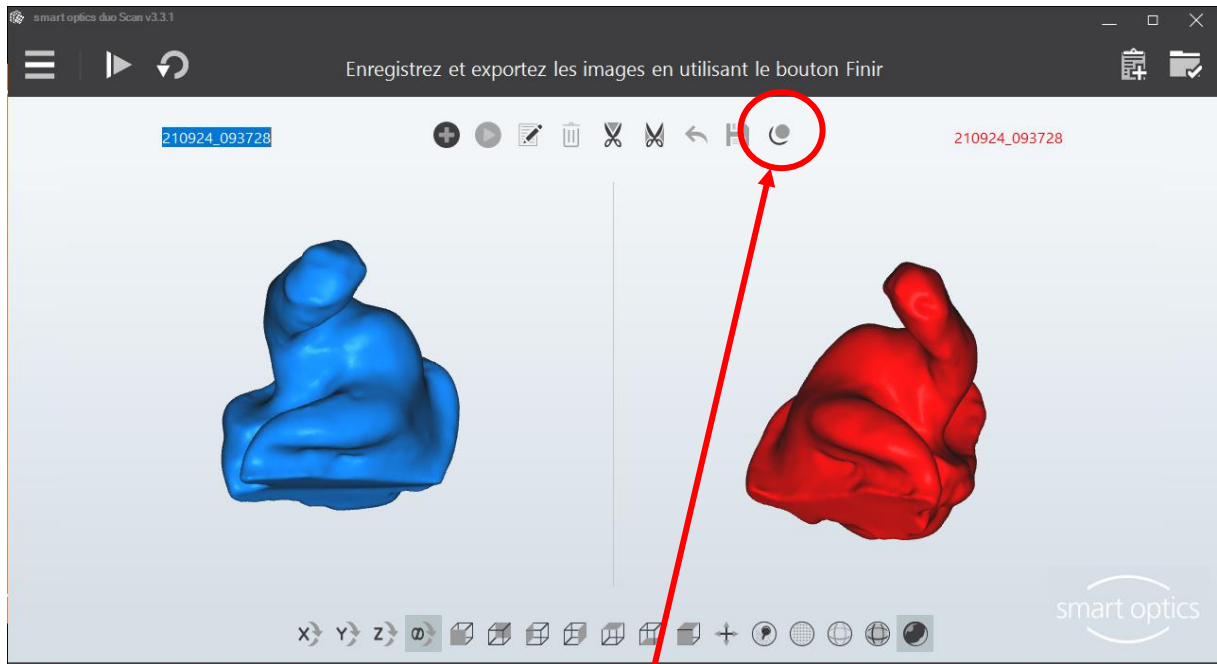 smart optics duo Scan v3.3.1
Enregistrez et exportez les images en utilisant le bouton Finir
210924_093728
210924_093728
smart optics
X Y Z